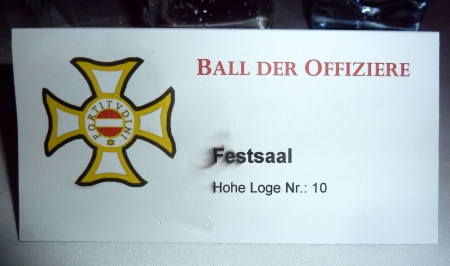 BALL DER OFFIZIERE
FORTITVDINI
Festsaal
Hohe Loge Nr.: 10